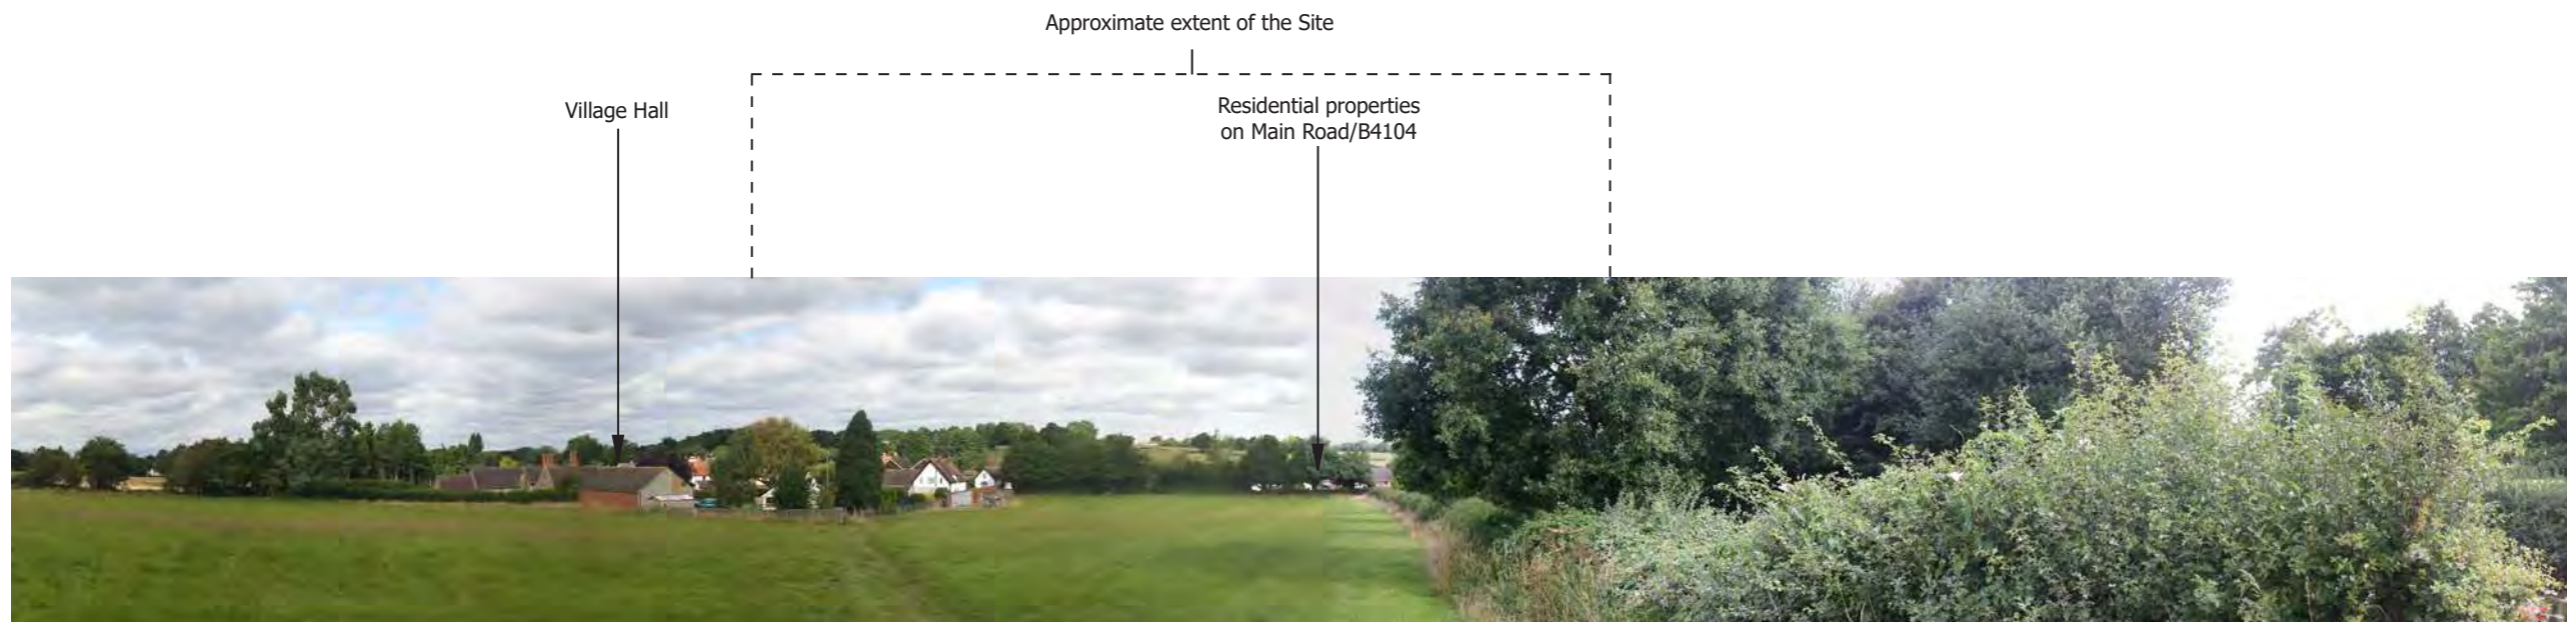 Approximate extent of the Site
Village Hall
Residential properties
on Main Road/B4104